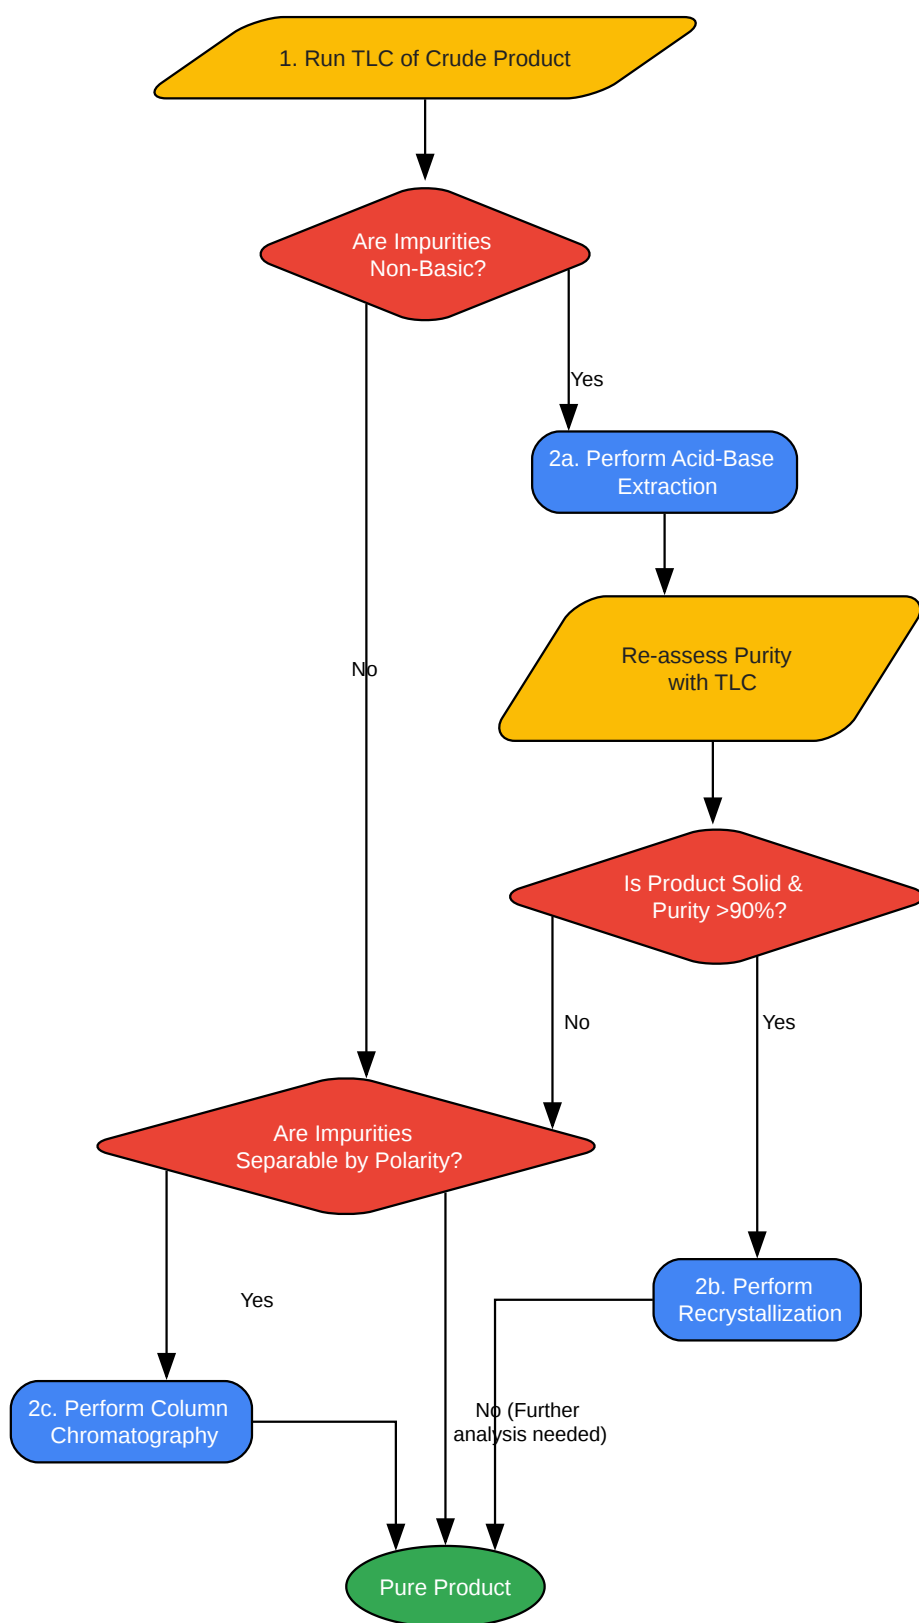 1. Run TLC of Crude Product
Are Impurities
Non-Basic?
Yes
2a. Perform Acid-Base
Extraction
Re-assess Purity
with TLC
No
Is Product Solid &
Purity >90%?
No
Yes
Are Impurities
Separable by Polarity?
Yes
2b. Perform
Recrystallization
2c. Perform Column
Chromatography
No (Further
analysis needed)
Pure Product